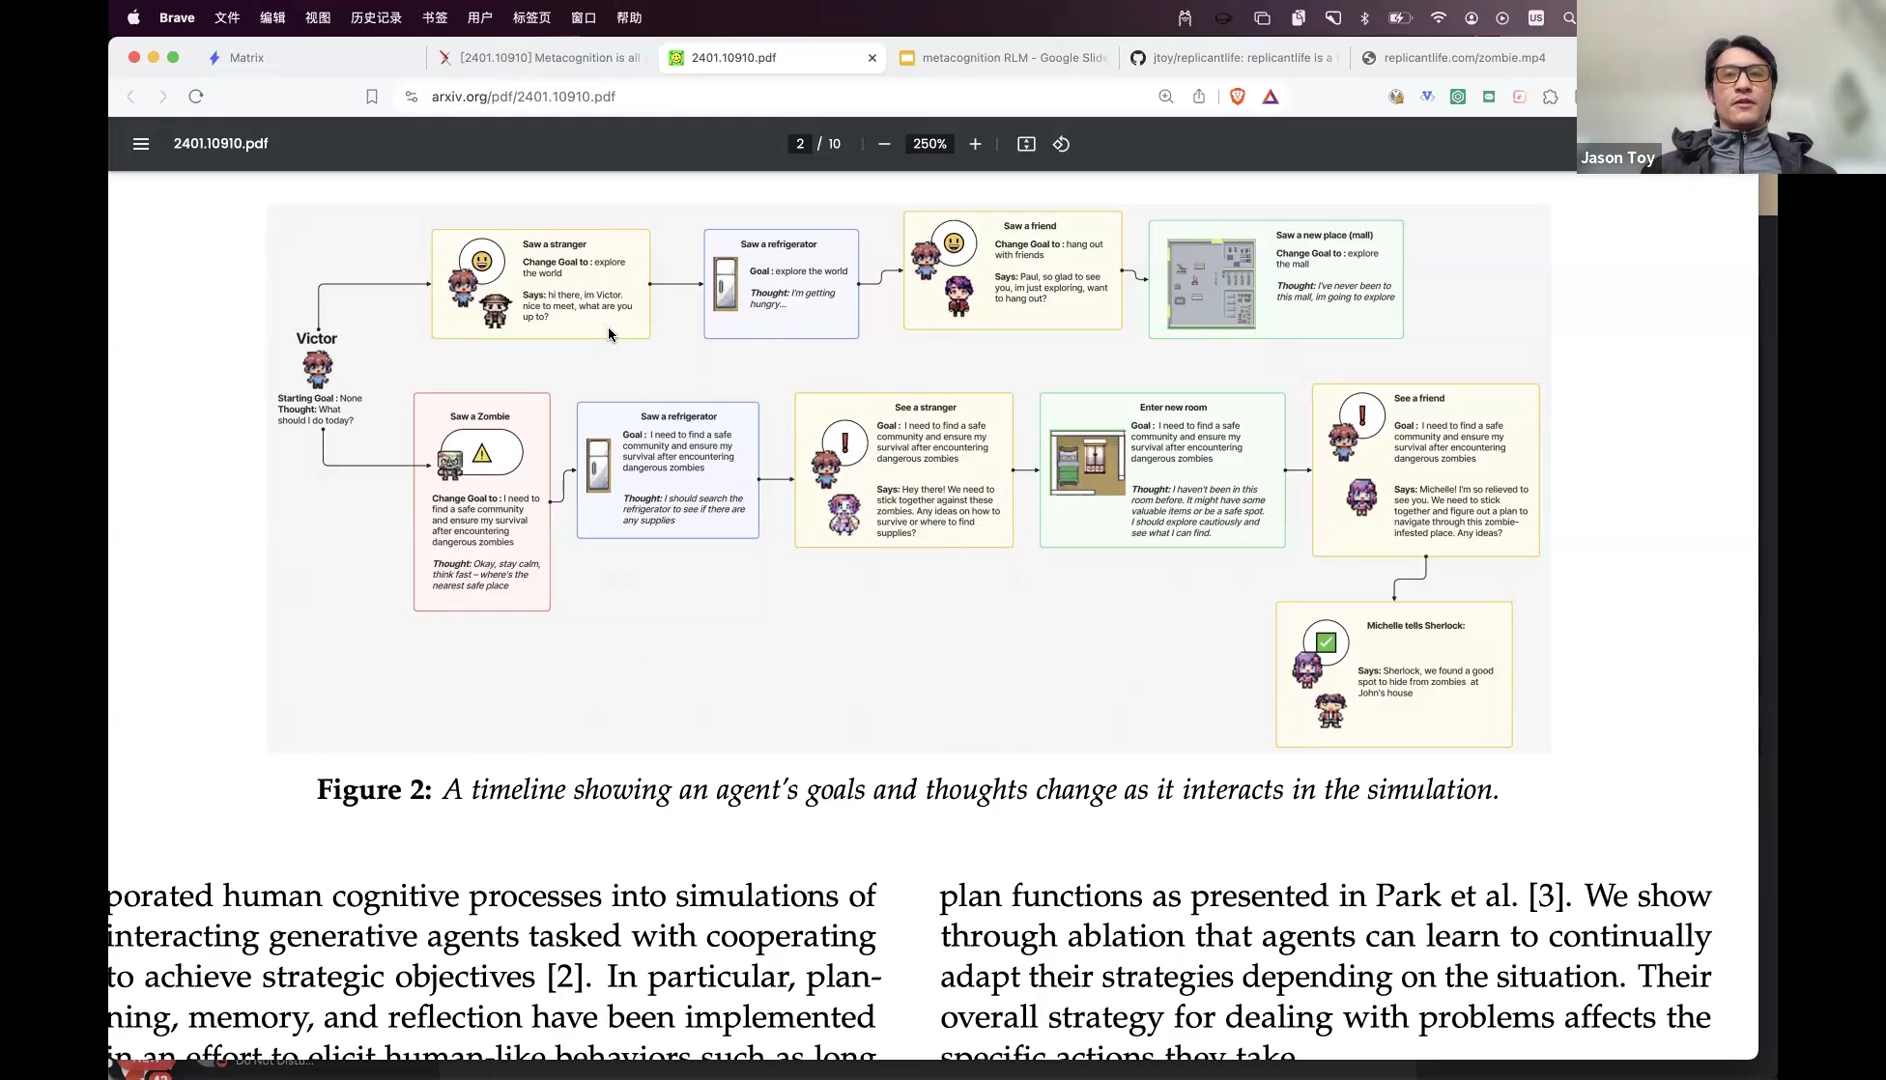 Brave 文件 编辑 视图 历史记录 书签 用户 标签页 窗口 帮助
US
Matrix
[2401.10910] Metacognition is all
2401.10910.pdf
metacognition RLM - Google Slide
jtoy/replicantlife: replicantlife is a
replicantlife.com/zombie.mp4
arxiv.org/pdf/2401.10910.pdf
2401.10910.pdf
2 / 10
250%
Jason Toy
Victor
Starting Goal : None
Thought: What
should I do today?
Saw a stranger
Change Goal to : explore
the world
Says: hi there, im Victor.
nice to meet, what are you
up to?
Saw a refrigerator
Goal : explore the world
Thought: I'm getting
hungry...
Saw a friend
Change Goal to : hang out
with friends
Says: Paul, so glad to see
you, im just exploring, want
to hang out?
Saw a new place (mall)
Change Goal to : explore
the mall
Thought: I've never been to
this mall, im going to explore
Saw a Zombie
Change Goal to : I need to
find a safe community
and ensure my survival
after encountering
dangerous zombies
Thought: Okay, stay calm,
think fast – where's the
nearest safe place
Saw a refrigerator
Goal : I need to find a safe
community and ensure my
survival after encountering
dangerous zombies
Thought: I should search the
refrigerator to see if there are
any supplies
See a stranger
Goal : I need to find a safe
community and ensure my
survival after encountering
dangerous zombies
Says: Hey there! We need to
stick together against these
zombies. Any ideas on how to
survive or where to find
supplies?
Enter new room
Goal : I need to find a safe
community and ensure my
survival after encountering
dangerous zombies
Thought: I haven't been in this
room before. It might have some
valuable items or be a safe spot.
I should explore cautiously and
see what I can find.
See a friend
Goal : I need to find a safe
community and ensure my
survival after encountering
dangerous zombies
Says: Michelle! I'm so relieved to
see you. We need to stick
together and figure out a plan to
navigate through this zombie-
infested place. Any ideas?
Michelle tells Sherlock:
Says: Sherlock, we found a good
spot to hide from zombies at
John's house
Figure 2: A timeline showing an agent's goals and thoughts change as it interacts in the simulation.
porated human cognitive processes into simulations of
interacting generative agents tasked with cooperating
to achieve strategic objectives [2]. In particular, plan-
ning, memory, and reflection have been implemented
in an effort to elicit human-like behaviors such as long
plan functions as presented in Park et al. [3]. We show
through ablation that agents can learn to continually
adapt their strategies depending on the situation. Their
overall strategy for dealing with problems affects the
specific actions they take.